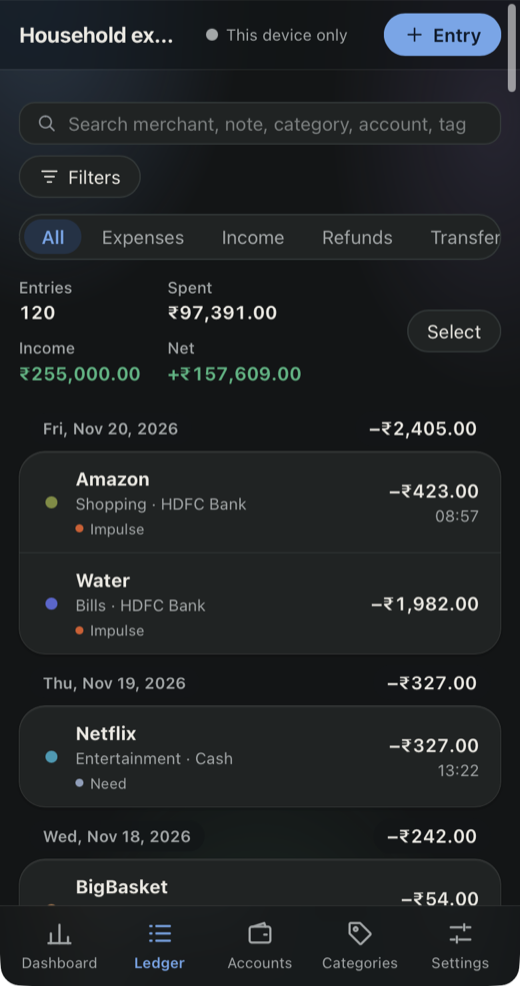 Household ex...
This device only
+ Entry
Search merchant, note, category, account, tag
Filters
All Expenses Income Refunds Transfer
Entries Spent
120 ₹97,391.00
Select
Income Net
₹255,000.00 +₹157,609.00
Fri, Nov 20, 2026 −₹2,405.00
Amazon −₹423.00
Shopping · HDFC Bank 08:57
Impulse
Water
Bills · HDFC Bank −₹1,982.00
Impulse
Thu, Nov 19, 2026 −₹327.00
Netflix −₹327.00
Entertainment · Cash 13:22
Need
Wed, Nov 18, 2026 −₹242.00
BigBasket −₹54.00
Dashboard Ledger Accounts Categories Settings